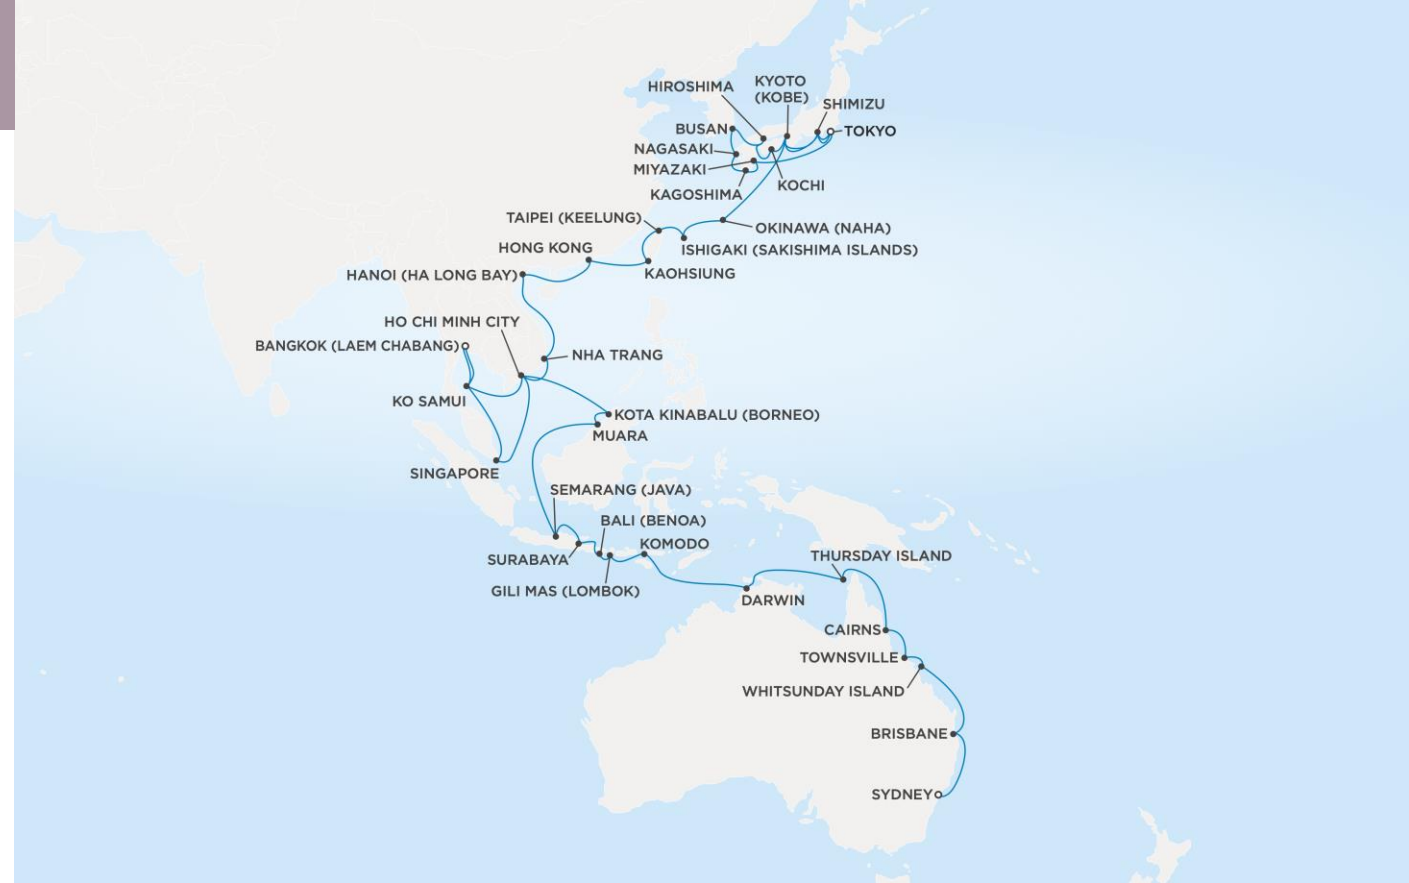 HIROSHIMA
KYOTO
(KOBE)
SHIMIZU
BUSAN
TOKYO
NAGASAKI
MIYAZAKI
KAGOSHIMA
KOCHI
TAIPEI (KEELUNG)
OKINAWA (NAHA)
HONG KONG
ISHIGAKI (SAKISHIMA ISLANDS)
HANOI (HA LONG BAY)
KAOHSIUNG
HO CHI MINH CITY
BANGKOK (LAEM CHABANG)
NHA TRANG
KO SAMUI
KOTA KINABALU (BORNEO)
MUARA
SINGAPORE
SEMARANG (JAVA)
BALI (BENOA)
KOMODO
SURABAYA
THURSDAY ISLAND
GILI MAS (LOMBOK)
DARWIN
CAIRNS
TOWNSVILLE
WHITSUNDAY ISLAND
BRISBANE
SYDNEY